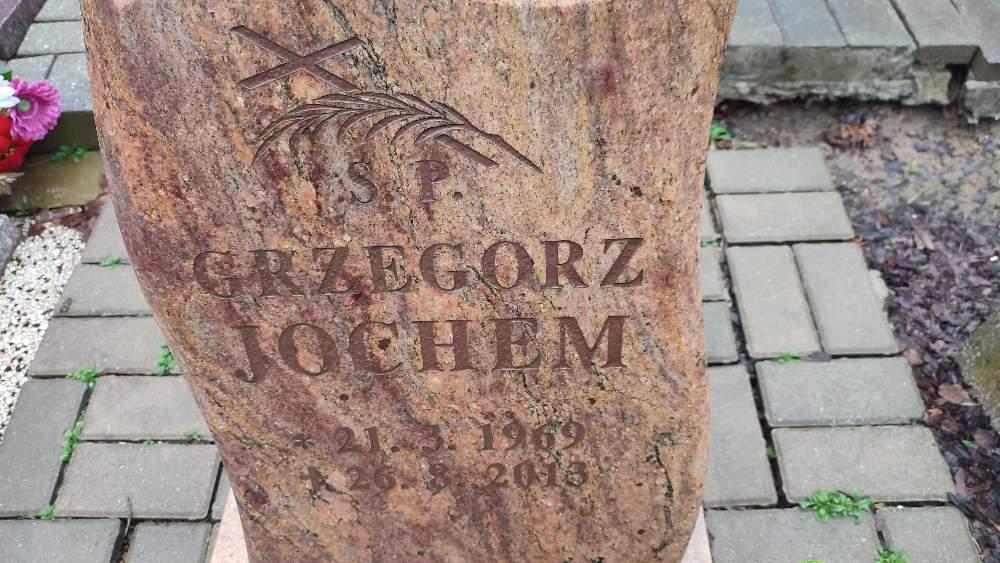 S. P.
GRZEGORZ
JOCHEM
* 21. 3. 1969
† 26. 8. 2013